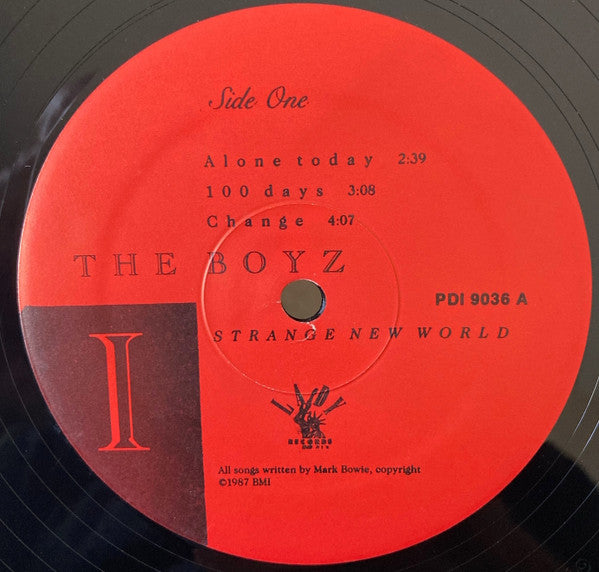 Side One
Alone today 2:39
100 days 3:08
Change 4:07
THE BOYZ
PDI 9036 A
STRANGE NEW WORLD
I
RECORDS
All songs written by Mark Bowie, copyright
©1987 BMI